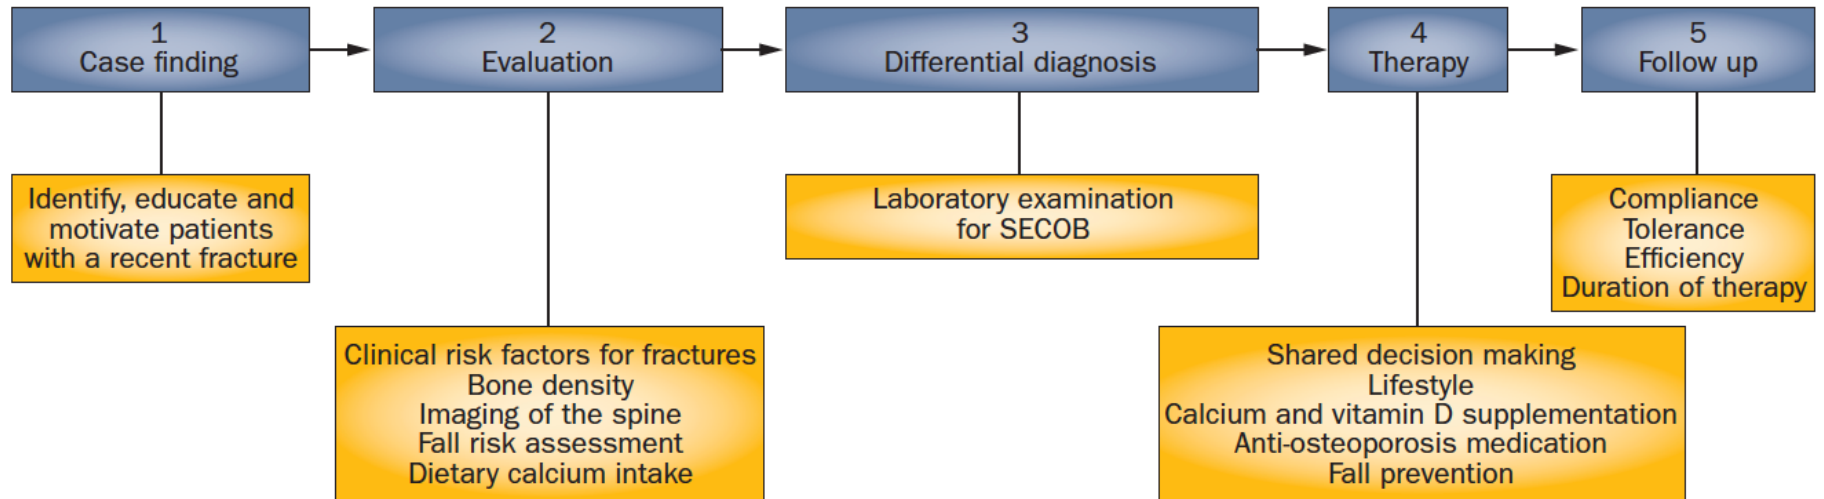 1
Case finding
2
Evaluation
3
Differential diagnosis
4
Therapy
5
Follow up
Identify, educate and
motivate patients
with a recent fracture
Clinical risk factors for fractures
Bone density
Imaging of the spine
Fall risk assessment
Dietary calcium intake
Laboratory examination
for SECOB
Shared decision making
Lifestyle
Calcium and vitamin D supplementation
Anti-osteoporosis medication
Fall prevention
Compliance
Tolerance
Efficiency
Duration of therapy